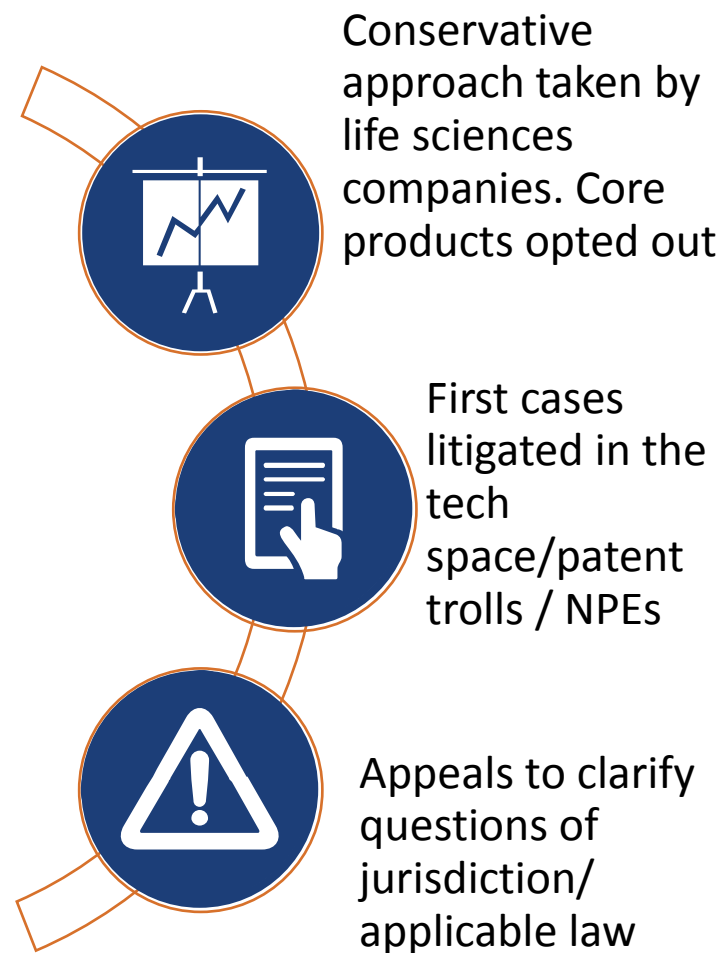 Conservative
approach taken by
life sciences
companies. Core
products opted out
First cases
litigated in the
tech
space/patent
trolls / NPEs
Appeals to clarify
questions of
jurisdiction/
applicable law